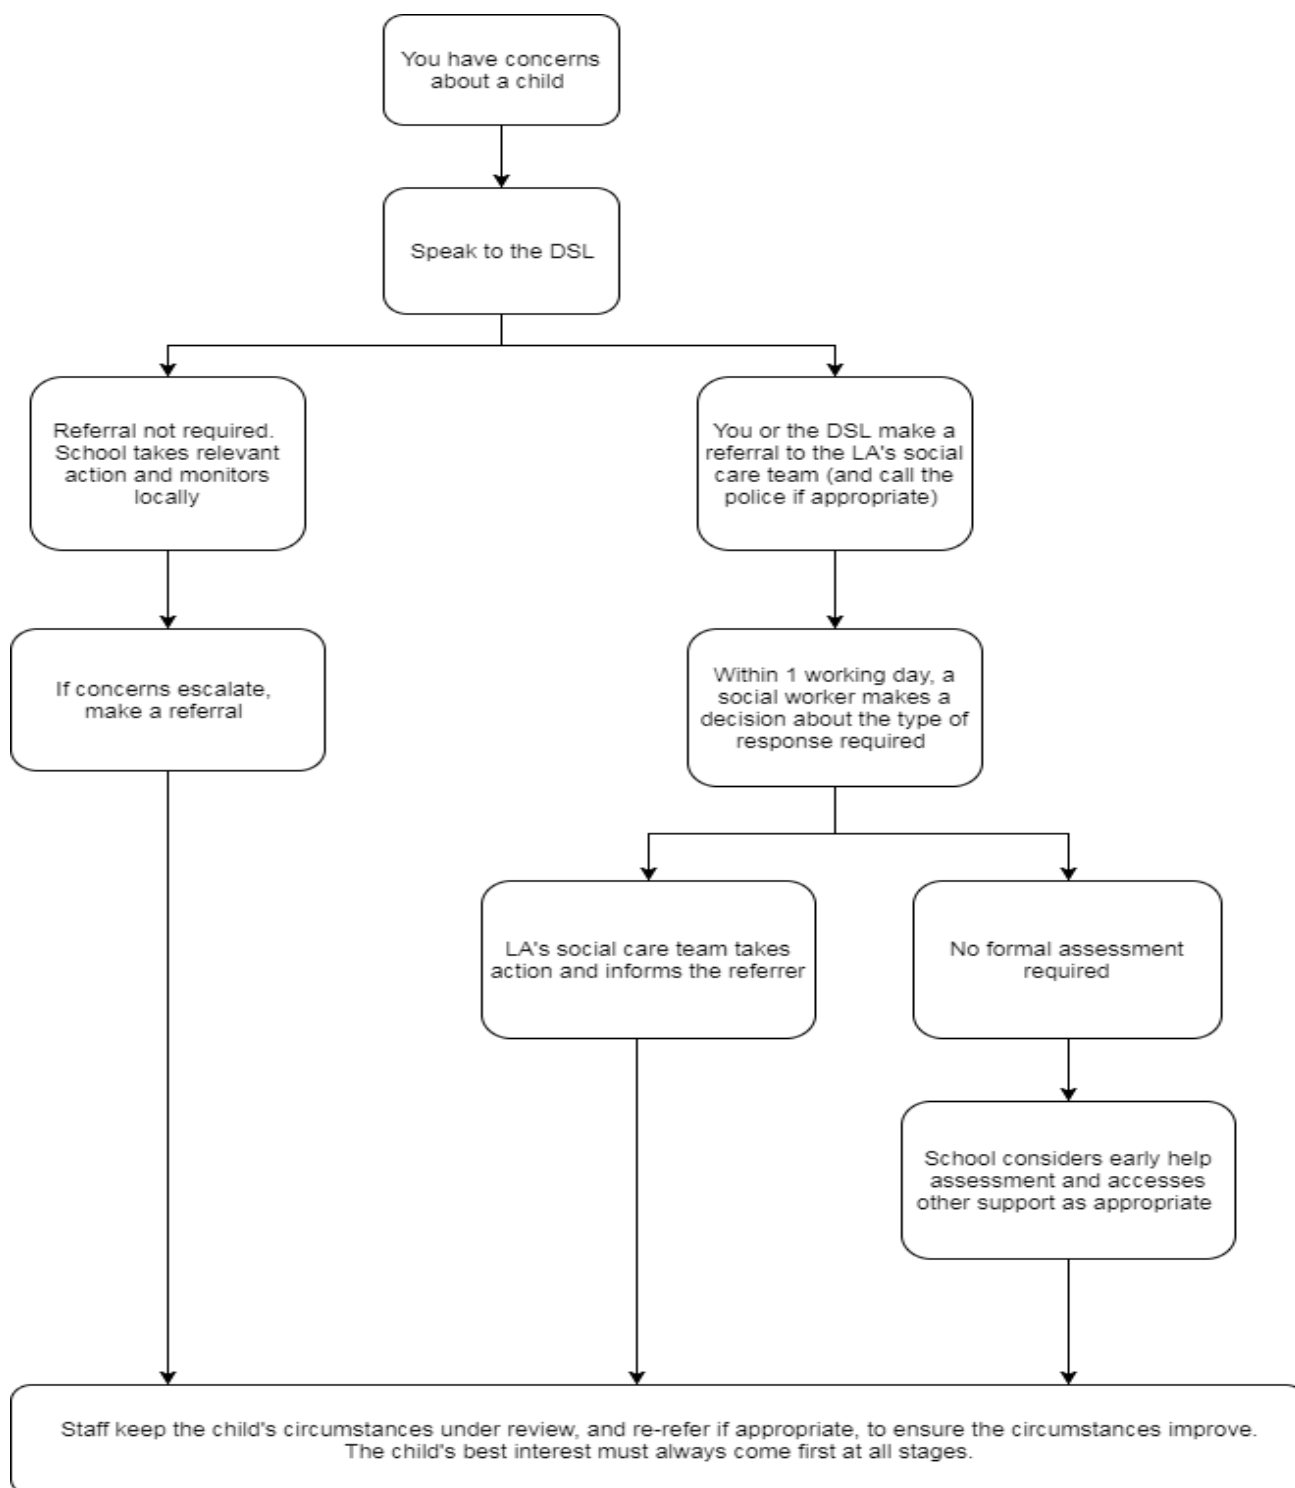 You have concerns
about a child
Speak to the DSL
Referral not required.
School takes relevant
action and monitors
locally
You or the DSL make a
referral to the LA's social
care team (and call the
police if appropriate)
If concerns escalate,
make a referral
Within 1 working day, a
social worker makes a
decision about the type of
response required
LA's social care team takes
action and informs the referrer
No formal assessment
required
School considers early help
assessment and accesses
other support as appropriate
Staff keep the child's circumstances under review, and re-refer if appropriate, to ensure the circumstances improve.
The child's best interest must always come first at all stages.